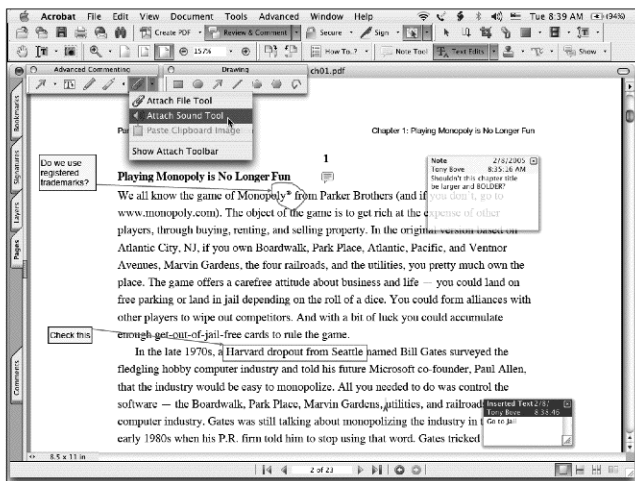 Acrobat File Edit View Document Tools Advanced Window Help Tue 8:39 AM (94%)
Create PDF Review & Comment Secure Sign
157% How To..? Note Tool Text Edits Show
Advanced Commenting
Drawing
ch01.pdf
Attach File Tool
Attach Sound Tool
Paste Clipboard Image
Show Attach Toolbar
Bookmarks
Signatures
Layers
Pages
Comments
Chapter 1: Playing Monopoly is No Longer Fun
1
Do we use
registered
trademarks?
Note 2/8/2005
Tony Bove 8:35:26 AM
Shouldn't this chapter title
be larger and BOLDER?
Playing Monopoly is No Longer Fun
We all know the game of Monopoly® from Parker Brothers (and if you don't, go to
www.monopoly.com). The object of the game is to get rich at the expense of other
players, through buying, renting, and selling property. In the original version based on
Atlantic City, NJ, if you own Boardwalk, Park Place, Atlantic, Pacific, and Ventnor
Avenues, Marvin Gardens, the four railroads, and the utilities, you pretty much own the
place. The game offers a carefree attitude about business and life — you could land on
free parking or land in jail depending on the roll of a dice. You could form alliances with
other players to wipe out competitors. And with a bit of luck you could accumulate
enough get-out-of-jail-free cards to rule the game.
Check this
In the late 1970s, a Harvard dropout from Seattle named Bill Gates surveyed the
fledgling hobby computer industry and told his future Microsoft co-founder, Paul Allen,
that the industry would be easy to monopolize. All you needed to do was control the
software — the Boardwalk, Park Place, Marvin Gardens, utilities, and railroad
computer industry. Gates was still talking about monopolizing the industry in t
early 1980s when his P.R. firm told him to stop using that word. Gates tricked
Inserted Text 2/8/
Tony Bove 8:38:46
Go to Jail
8.5 x 11 in
2 of 23